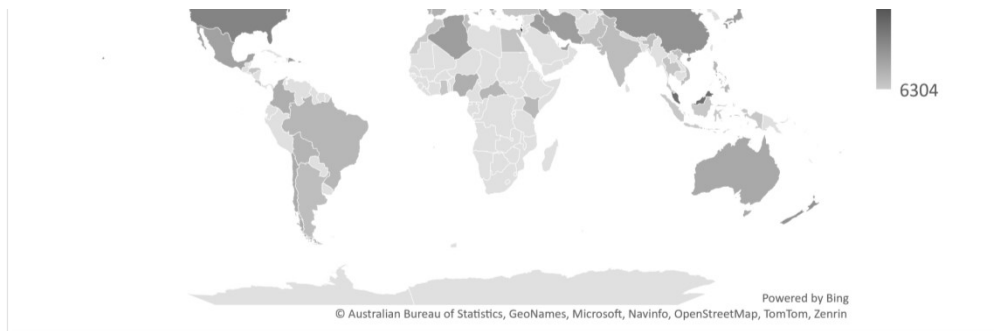 6304
Powered by Bing
© Australian Bureau of Statistics, GeoNames, Microsoft, Navinfo, OpenStreetMap, TomTom, Zenrin